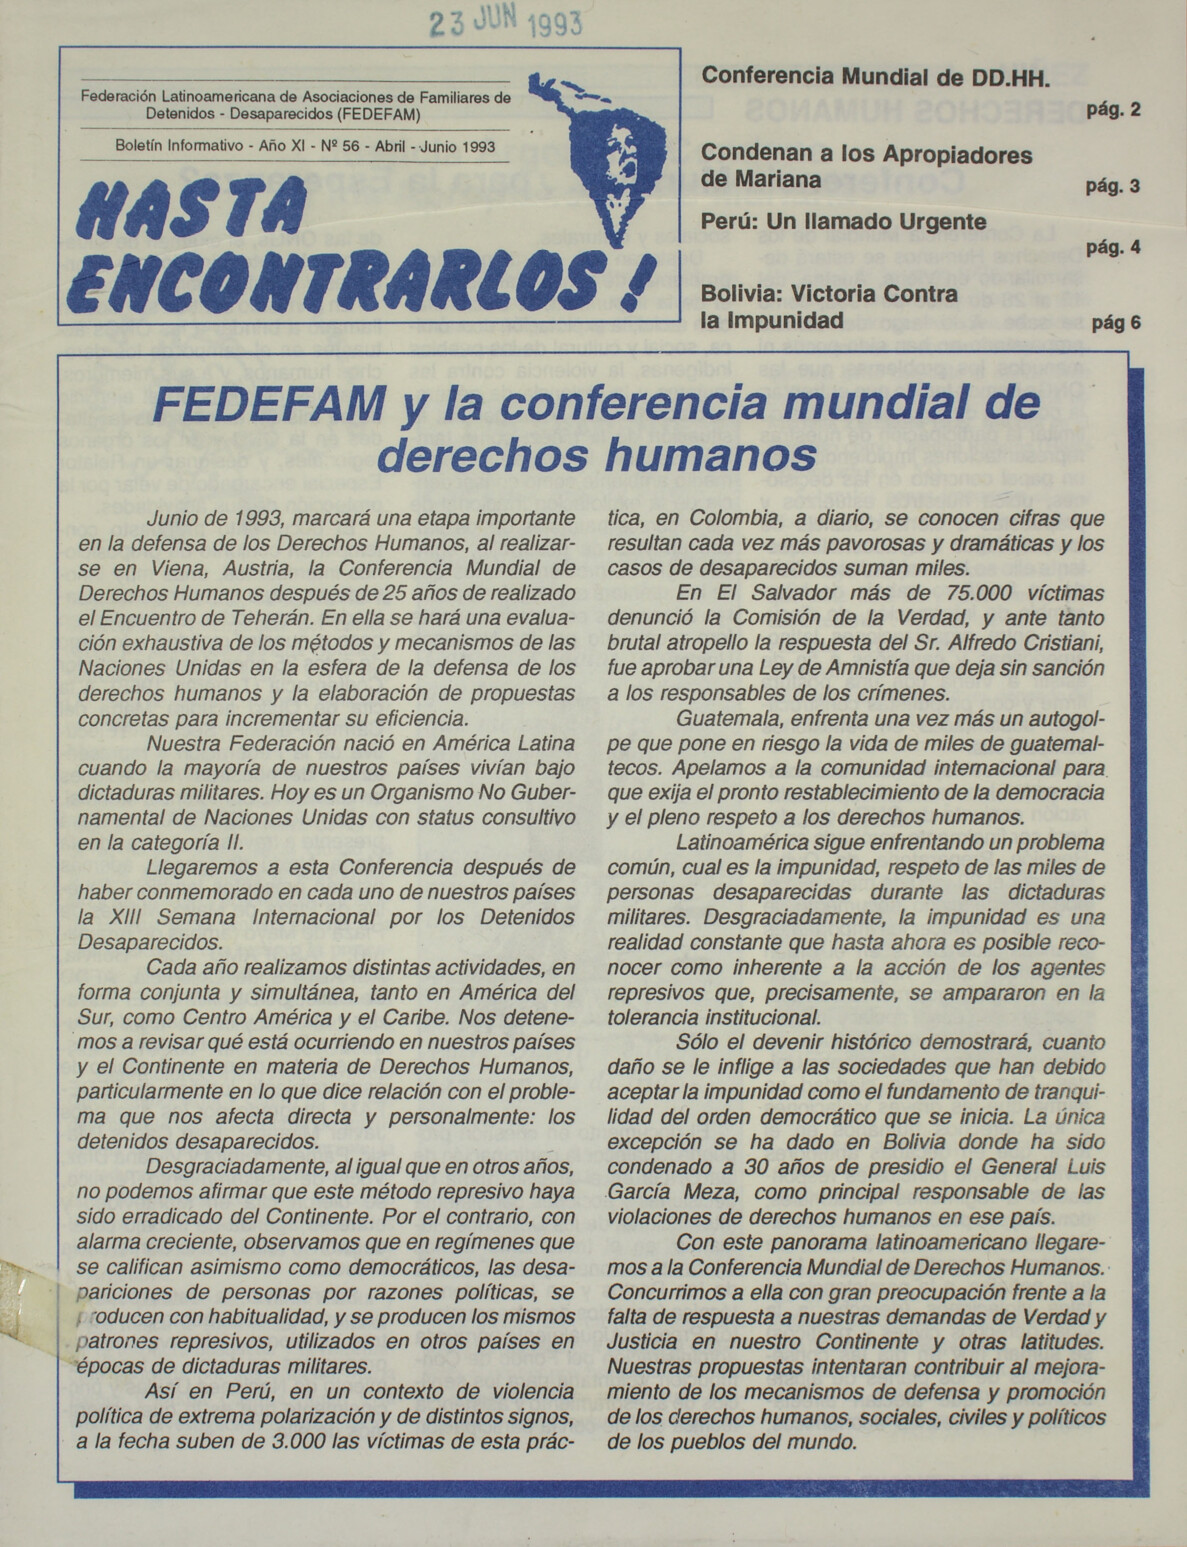 23 JUN 1993
Federación Latinoamericana de Asociaciones de Familiares de
Detenidos - Desaparecidos (FEDEFAM)
Boletín Informativo - Año XI - Nº 56 - Abril - Junio 1993
HASTA
ENCONTRARLOS !
Conferencia Mundial de DD.HH.
pág. 2
Condenan a los Apropiadores
de Mariana
pág. 3
Perú: Un llamado Urgente
pág. 4
Bolivia: Victoria Contra
la Impunidad
pág 6
FEDEFAM y la conferencia mundial de
derechos humanos
Junio de 1993, marcará una etapa importante
en la defensa de los Derechos Humanos, al realizar-
se en Viena, Austria, la Conferencia Mundial de
Derechos Humanos después de 25 años de realizado
el Encuentro de Teherán. En ella se hará una evalua-
ción exhaustiva de los métodos y mecanismos de las
Naciones Unidas en la esfera de la defensa de los
derechos humanos y la elaboración de propuestas
concretas para incrementar su eficiencia.
Nuestra Federación nació en América Latina
cuando la mayoría de nuestros países vivían bajo
dictaduras militares. Hoy es un Organismo No Guber-
namental de Naciones Unidas con status consultivo
en la categoría II.
Llegaremos a esta Conferencia después de
haber conmemorado en cada uno de nuestros países
la XIII Semana Internacional por los Detenidos
Desaparecidos.
Cada año realizamos distintas actividades, en
forma conjunta y simultánea, tanto en América del
Sur, como Centro América y el Caribe. Nos detene-
mos a revisar qué está ocurriendo en nuestros países
y el Continente en materia de Derechos Humanos,
particularmente en lo que dice relación con el proble-
ma que nos afecta directa y personalmente: los
detenidos desaparecidos.
Desgraciadamente, al igual que en otros años,
no podemos afirmar que este método represivo haya
sido erradicado del Continente. Por el contrario, con
alarma creciente, observamos que en regímenes que
se califican asimismo como democráticos, las desa-
pariciones de personas por razones políticas, se
producen con habitualidad, y se producen los mismos
patrones represivos, utilizados en otros países en
épocas de dictaduras militares.
Así en Perú, en un contexto de violencia
política de extrema polarización y de distintos signos,
a la fecha suben de 3.000 las víctimas de esta prác-
tica, en Colombia, a diario, se conocen cifras que
resultan cada vez más pavorosas y dramáticas y los
casos de desaparecidos suman miles.
En El Salvador más de 75.000 víctimas
denunció la Comisión de la Verdad, y ante tanto
brutal atropello la respuesta del Sr. Alfredo Cristiani,
fue aprobar una Ley de Amnistía que deja sin sanción
a los responsables de los crímenes.
Guatemala, enfrenta una vez más un autogol-
pe que pone en riesgo la vida de miles de guatemal-
tecos. Apelamos a la comunidad internacional para
que exija el pronto restablecimiento de la democracia
y el pleno respeto a los derechos humanos.
Latinoamérica sigue enfrentando un problema
común, cual es la impunidad, respeto de las miles de
personas desaparecidas durante las dictaduras
militares. Desgraciadamente, la impunidad es una
realidad constante que hasta ahora es posible reco-
nocer como inherente a la acción de los agentes
represivos que, precisamente, se ampararon en la
tolerancia institucional.
Sólo el devenir histórico demostrará, cuanto
daño se le inflige a las sociedades que han debido
aceptar la impunidad como el fundamento de tranqui-
lidad del orden democrático que se inicia. La única
excepción se ha dado en Bolivia donde ha sido
condenado a 30 años de presidio el General Luis
García Meza, como principal responsable de las
violaciones de derechos humanos en ese país.
Con este panorama latinoamericano llegare-
mos a la Conferencia Mundial de Derechos Humanos.
Concurrimos a ella con gran preocupación frente a la
falta de respuesta a nuestras demandas de Verdad y
Justicia en nuestro Continente y otras latitudes.
Nuestras propuestas intentaran contribuir al mejora-
miento de los mecanismos de defensa y promoción
de los derechos humanos, sociales, civiles y políticos
de los pueblos del mundo.